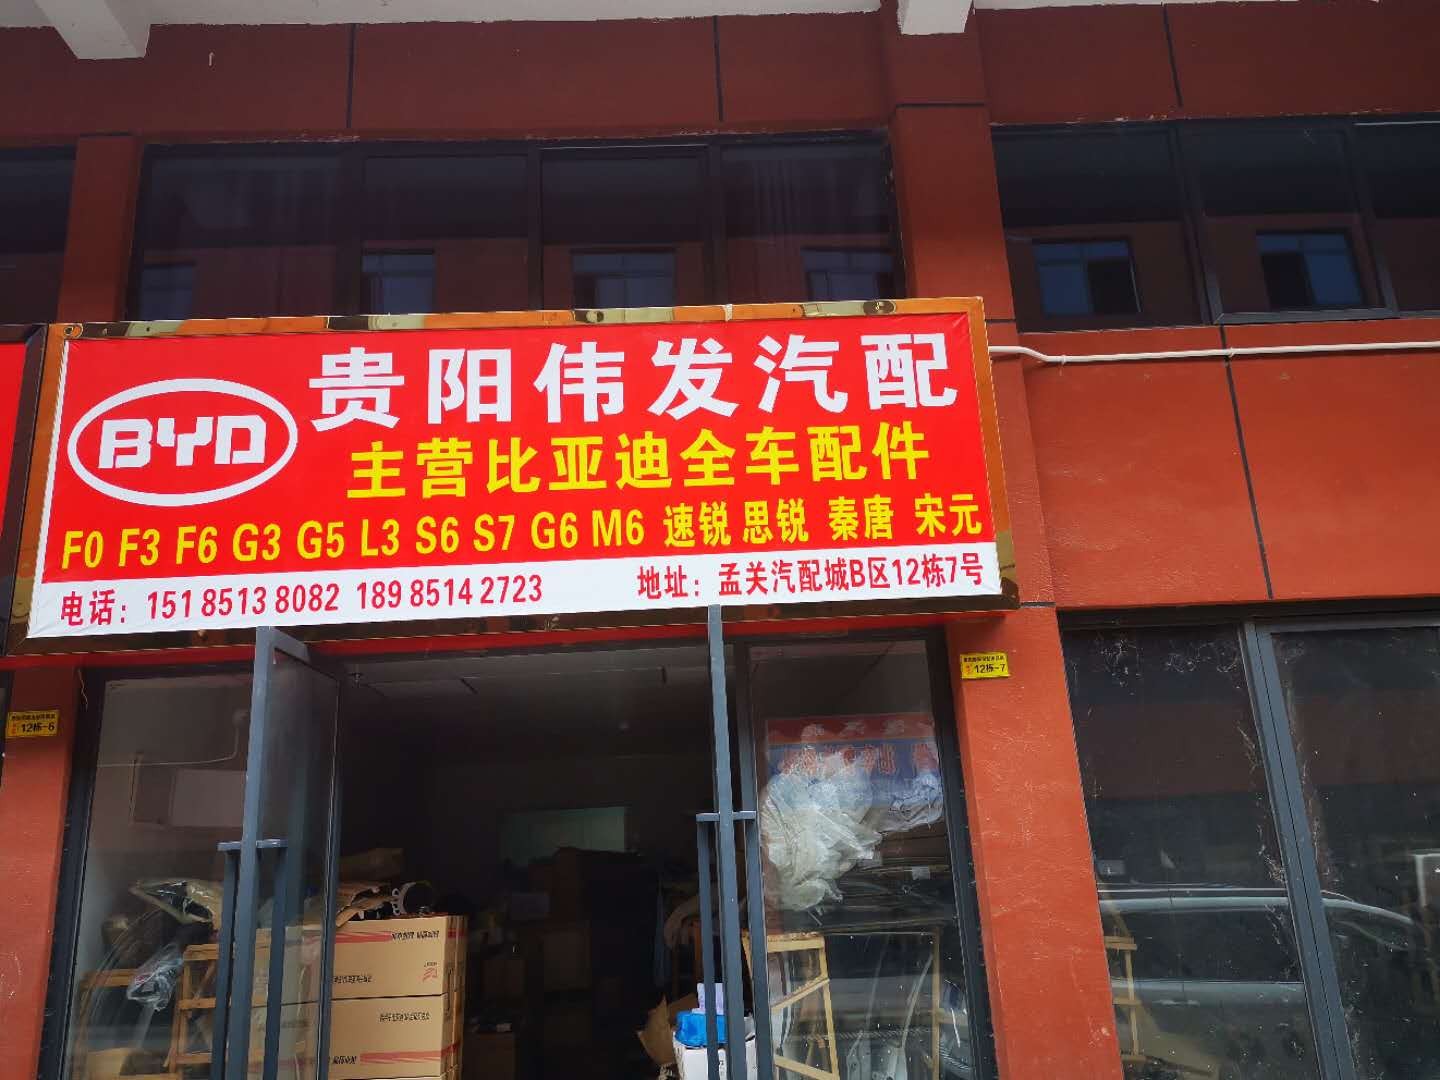 BYD
贵阳伟发汽配
主营比亚迪全车配件
F0 F3 F6 G3 G5 L3 S6 S7 G6 M6 速锐 思锐 秦唐 宋元
电话：151 8513 8082 189 8514 2723
地址：孟关汽配城B区12栋7号
12栋-7
12栋-6